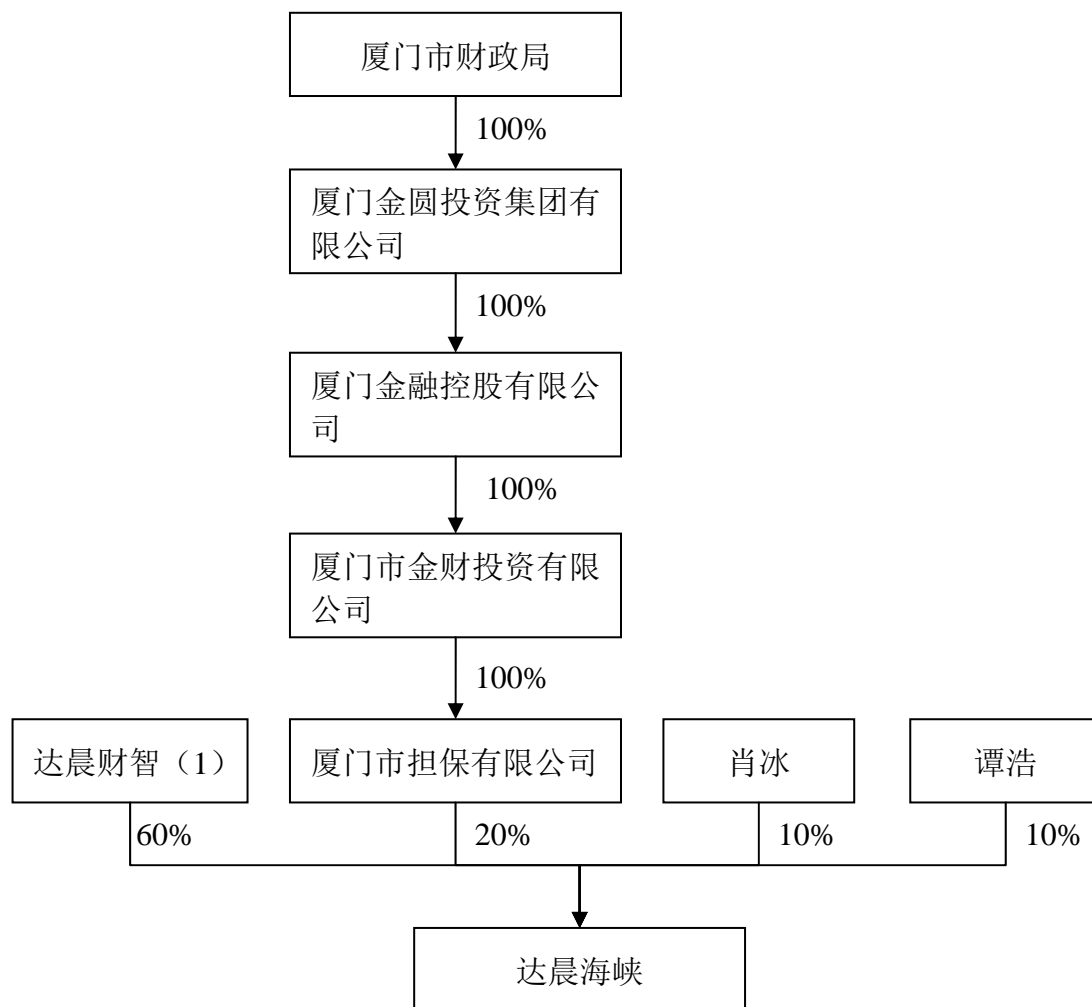 厦门市财政局
100%
厦门金圆投资集团有
限公司
100%
厦门金融控股有限公
司
100%
厦门市金财投资有限
公司
100%
达晨财智（1）
厦门市担保有限公司
肖冰
谭浩
60%
20%
10%
10%
达晨海峡